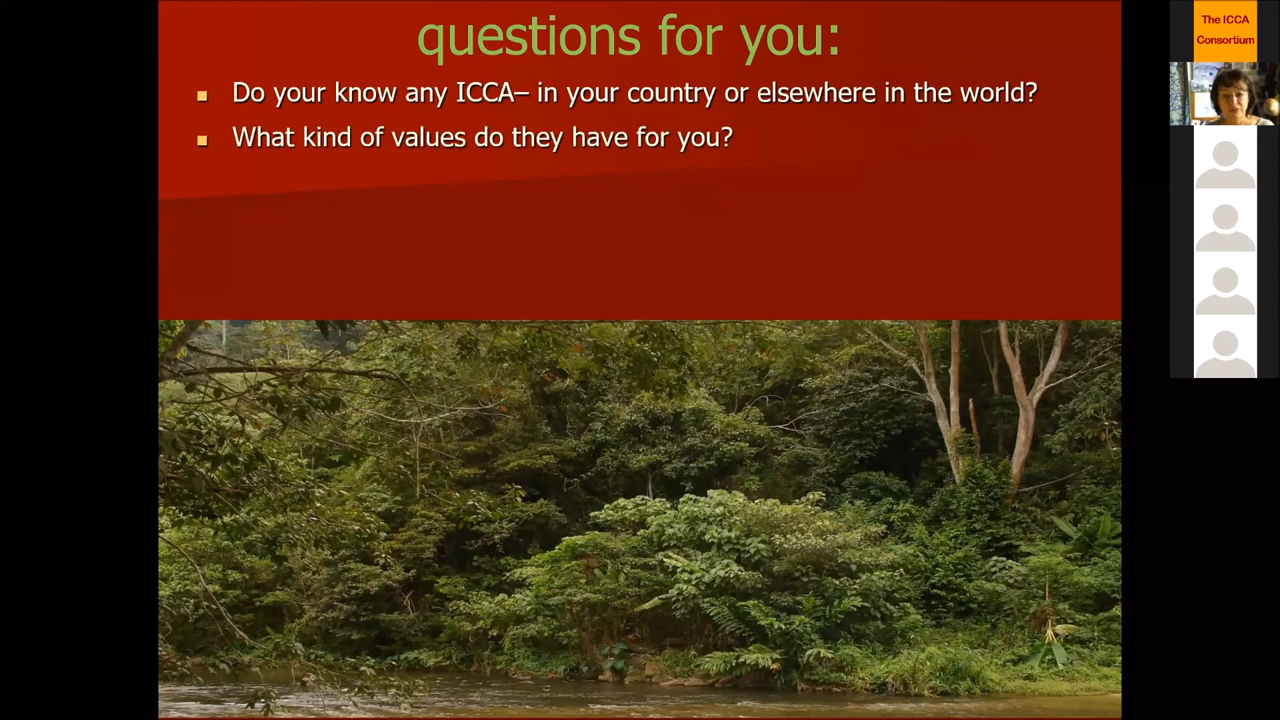 questions for you:
Do your know any ICCA– in your country or elsewhere in the world?
What kind of values do they have for you?
The ICCA
Consortium